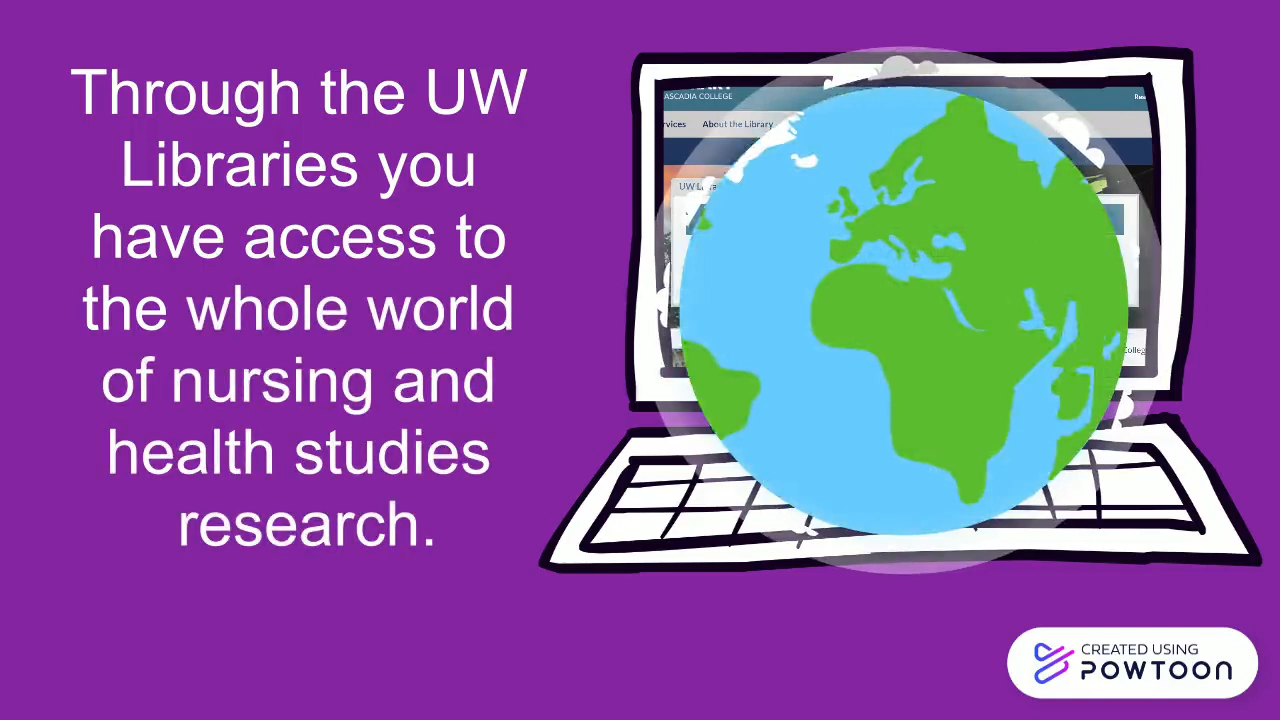 Through the UW
Libraries you
have access to
the whole world
of nursing and
health studies
research.
ASCADIA COLLEGE
About the Library
CREATED USING
POWTOON